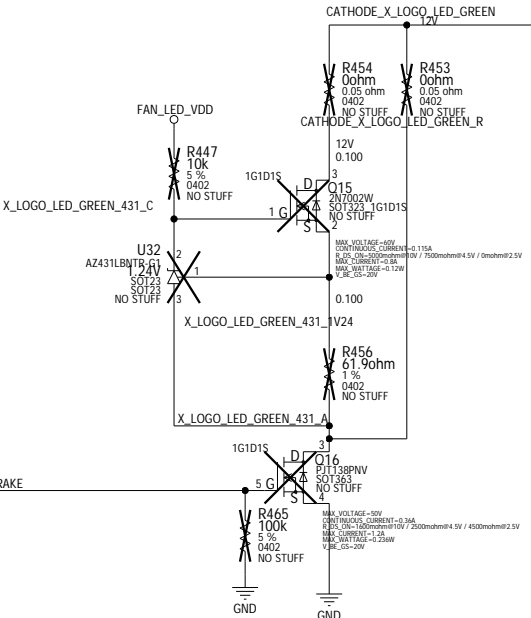 CATHODE_X_LOGO_LED_GREEN
12V
R454
0ohm
0.05 ohm
0402
NO STUFF
R453
0ohm
0.05 ohm
0402
NO STUFF
CATHODE_X_LOGO_LED_GREEN_R
FAN_LED_VDD
12V
0.100
R447
10k
5 %
0402
NO STUFF
1G1D1S
3
D
Q15
2N7002W
SOT323_1G1D1S
NO STUFF
1 G
S
2
X_LOGO_LED_GREEN_431_C
MAX_VOLTAGE=60V
CONTINUOUS_CURRENT=0.115A
R_DS_ON=5000mohm@10V / 7500mohm@4.5V / 0mohm@2.5V
MAX_CURRENT=0.8A
MAX_WATTAGE=0.12W
V_BE_GS=20V
U32
AZ431LBNTR-G1
1.24V
SOT23
SOT23
NO STUFF
2
1
3
0.100
X_LOGO_LED_GREEN_431_1V24
R456
61.9ohm
1 %
0402
NO STUFF
X_LOGO_LED_GREEN_431_A
1G1D1S
3
D
Q16
PJT138PNV
SOT363
NO STUFF
5 G
S
4
RAKE
MAX_VOLTAGE=50V
CONTINUOUS_CURRENT=0.36A
R_DS_ON=1600mohm@10V / 2500mohm@4.5V / 4500mohm@2.5V
MAX_CURRENT=1.2A
MAX_WATTAGE=0.236W
V_BE_GS=20V
R465
100k
5 %
0402
NO STUFF
GND
GND